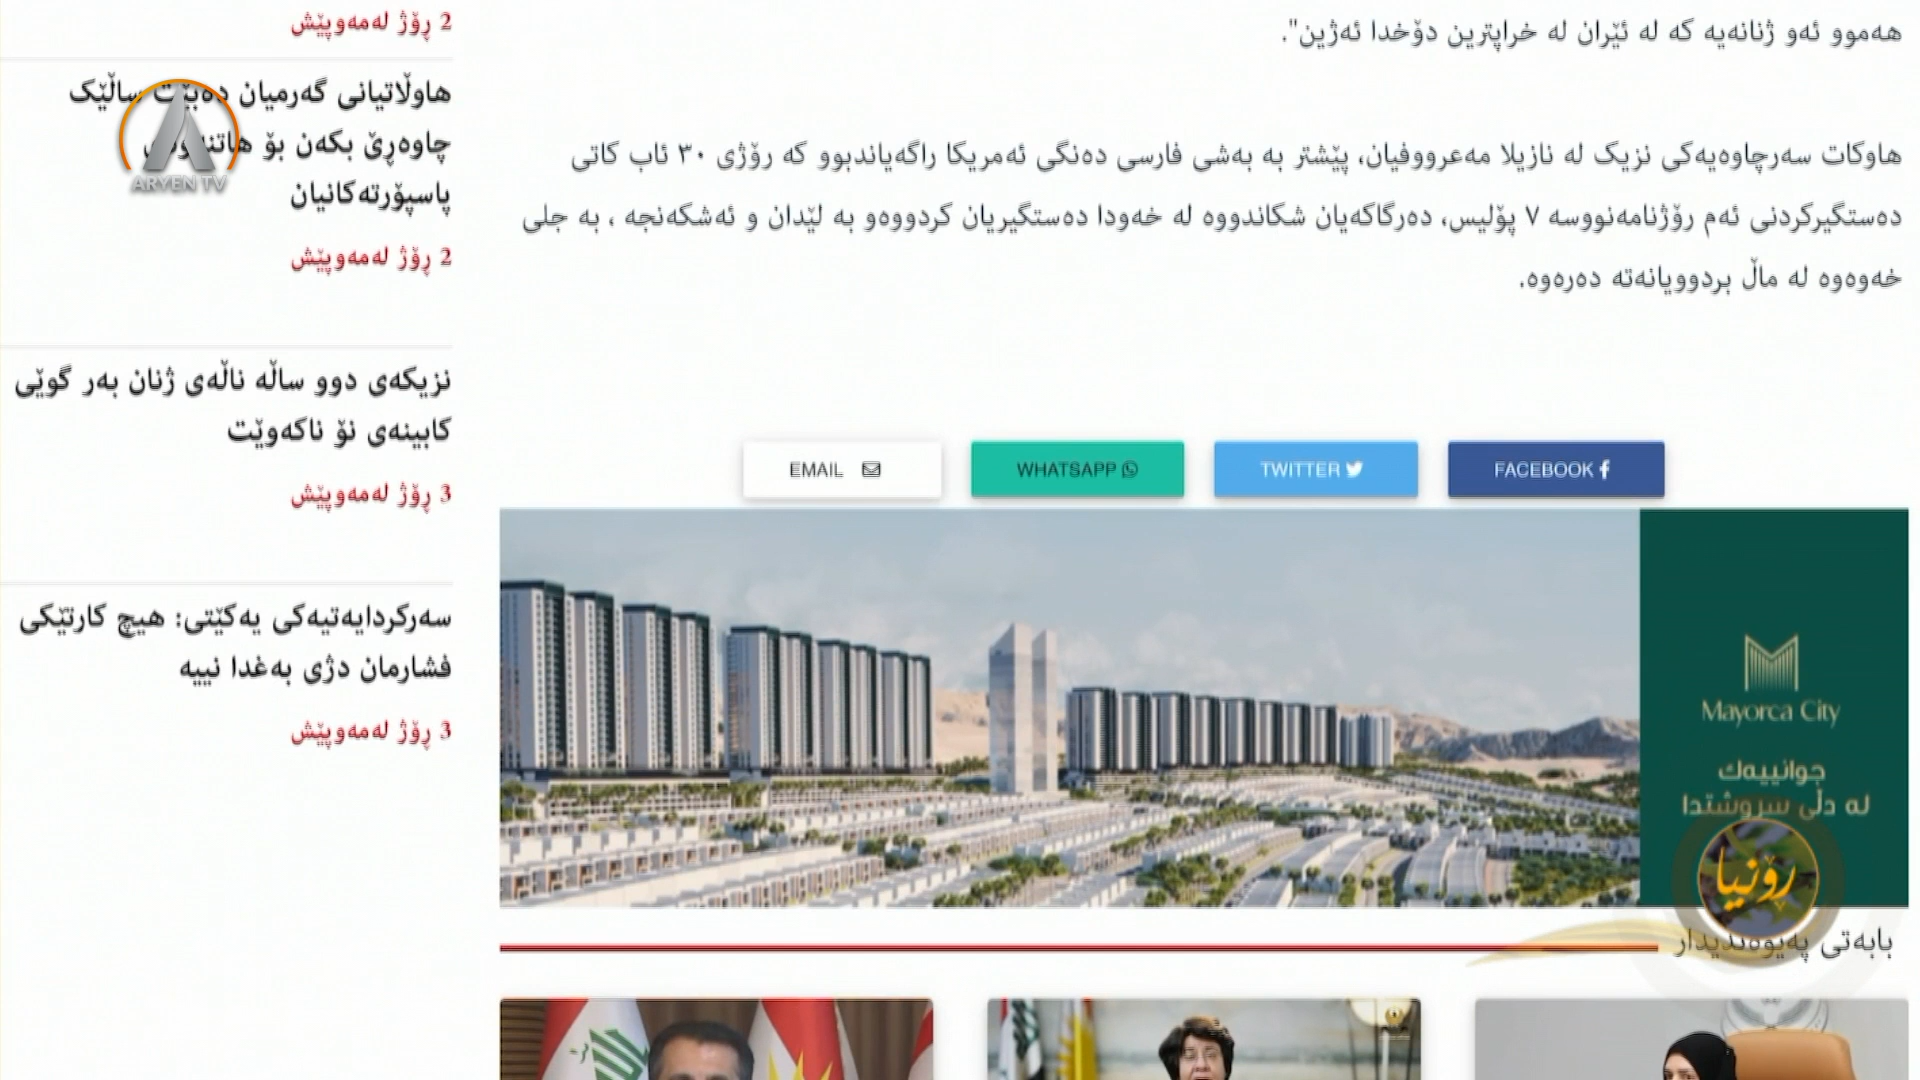 هەموو ئەو ژنانەیە کە لە ئێران لە خراپترین دۆخدا ئەژین".
هاوکات سەرچاوەیەکی نزیک لە نازیلا مەعرووفیان، پێشتر بە بەشی فارسی دەنگی ئەمریکا راگەیاندبوو کە رۆژی ٣٠ ئاب کاتی
دەستگیرکردنی ئەم رۆژنامەنووسە ٧ پۆلیس، دەرگاکەیان شکاندووە لە خەودا دەستگیریان کردووەو بە لێدان و ئەشکەنجە ، بە جلی
خەوەوە لە ماڵ بردوویانەتە دەرەوە.
FACEBOOK
TWITTER
WHATSAPP
EMAIL
Mayorca City
جوانییەك
لە دڵی سروشتدا
رۆنیا
بابەتی پەیوەندیدار
2 ڕۆژ لەمەوپێش
هاوڵاتیانی گەرمیان دەبێت ساڵێک
چاوەڕێ بکەن بۆ
پاسپۆرتەکانیان
2 ڕۆژ لەمەوپێش
نزیکەی دوو ساڵە ناڵەی ژنان بەر گوێی
کابینەی نۆ ناکەوێت
3 ڕۆژ لەمەوپێش
سەرکردایەتیەکی یەکێتی: هیچ کارتێکی
فشارمان دژی بەغدا نییە
3 ڕۆژ لەمەوپێش
ARYEN TV